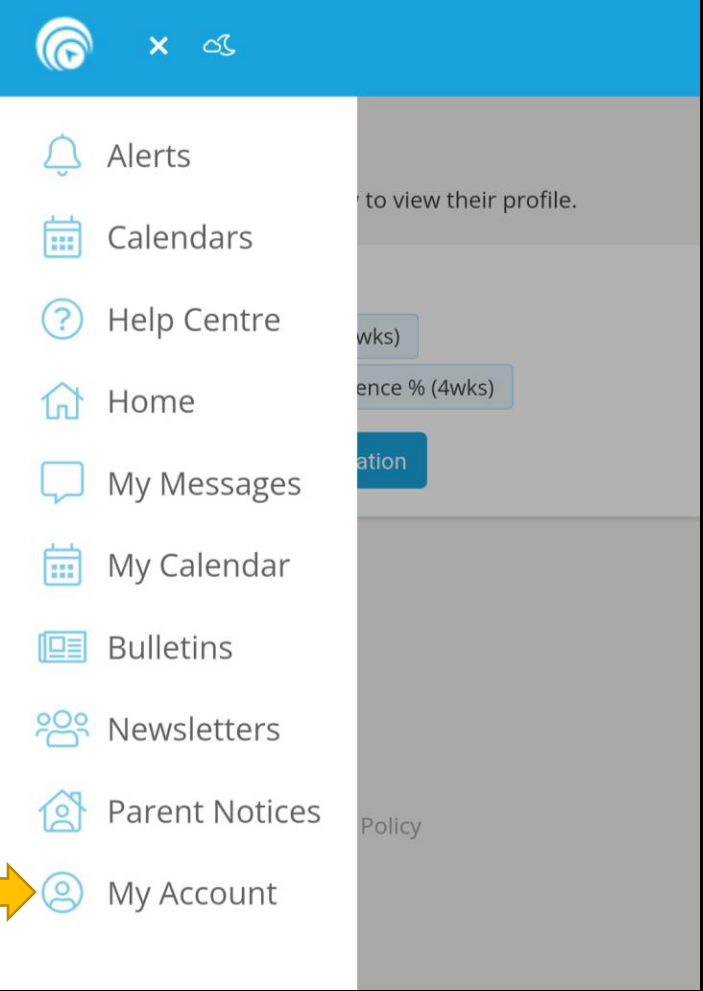 Alerts
to view their profile.
Calendars
Help Centre
wks)
ence % (4wks)
Home
ation
My Messages
My Calendar
Bulletins
Newsletters
Parent Notices
Policy
My Account